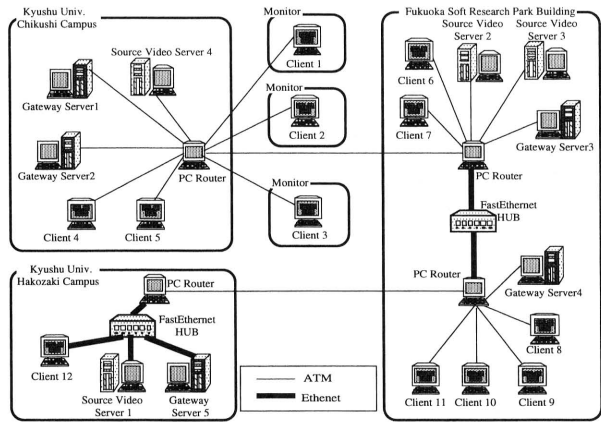 Kyushu Univ.
Chikushi Campus
Source Video Server 4
Gateway Server1
Gateway Server2
PC Router
Client 4
Client 5
Monitor
Client 1
Monitor
Client 2
Monitor
Client 3
Fukuoka Soft Research Park Building
Source Video
Server 2
Source Video
Server 3
Client 6
Client 7
Gateway Server3
PC Router
FastEthernet
HUB
PC Router
Gateway Server4
Client 8
Client 11
Client 10
Client 9
Kyushu Univ.
Hakozaki Campus
PC Router
FastEthernet
HUB
Client 12
Source Video
Server 1
Gateway
Server 5
ATM
Ethenet